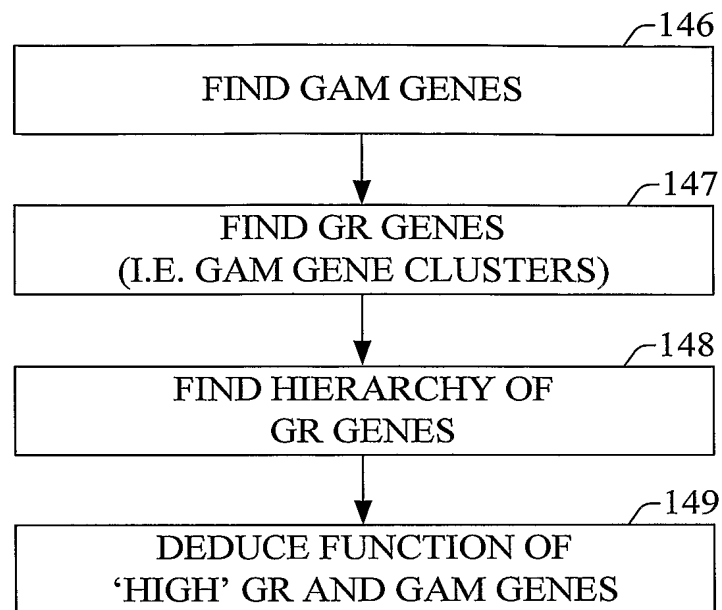 146
FIND GAM GENES
147
FIND GR GENES
(I.E. GAM GENE CLUSTERS)
148
FIND HIERARCHY OF
GR GENES
149
DEDUCE FUNCTION OF
‘HIGH’ GR AND GAM GENES